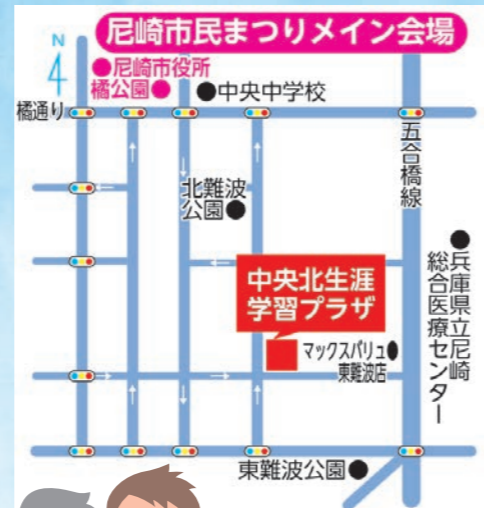 尼崎市民まつりメイン会場
N
●尼崎市役所
橘公園●
●中央中学校
橘通り
五合橋線
北難波
公園●
●兵庫県立尼崎
総合医療センター
中央北生涯
学習プラザ
マックスバリュ●
東難波店
東難波公園●